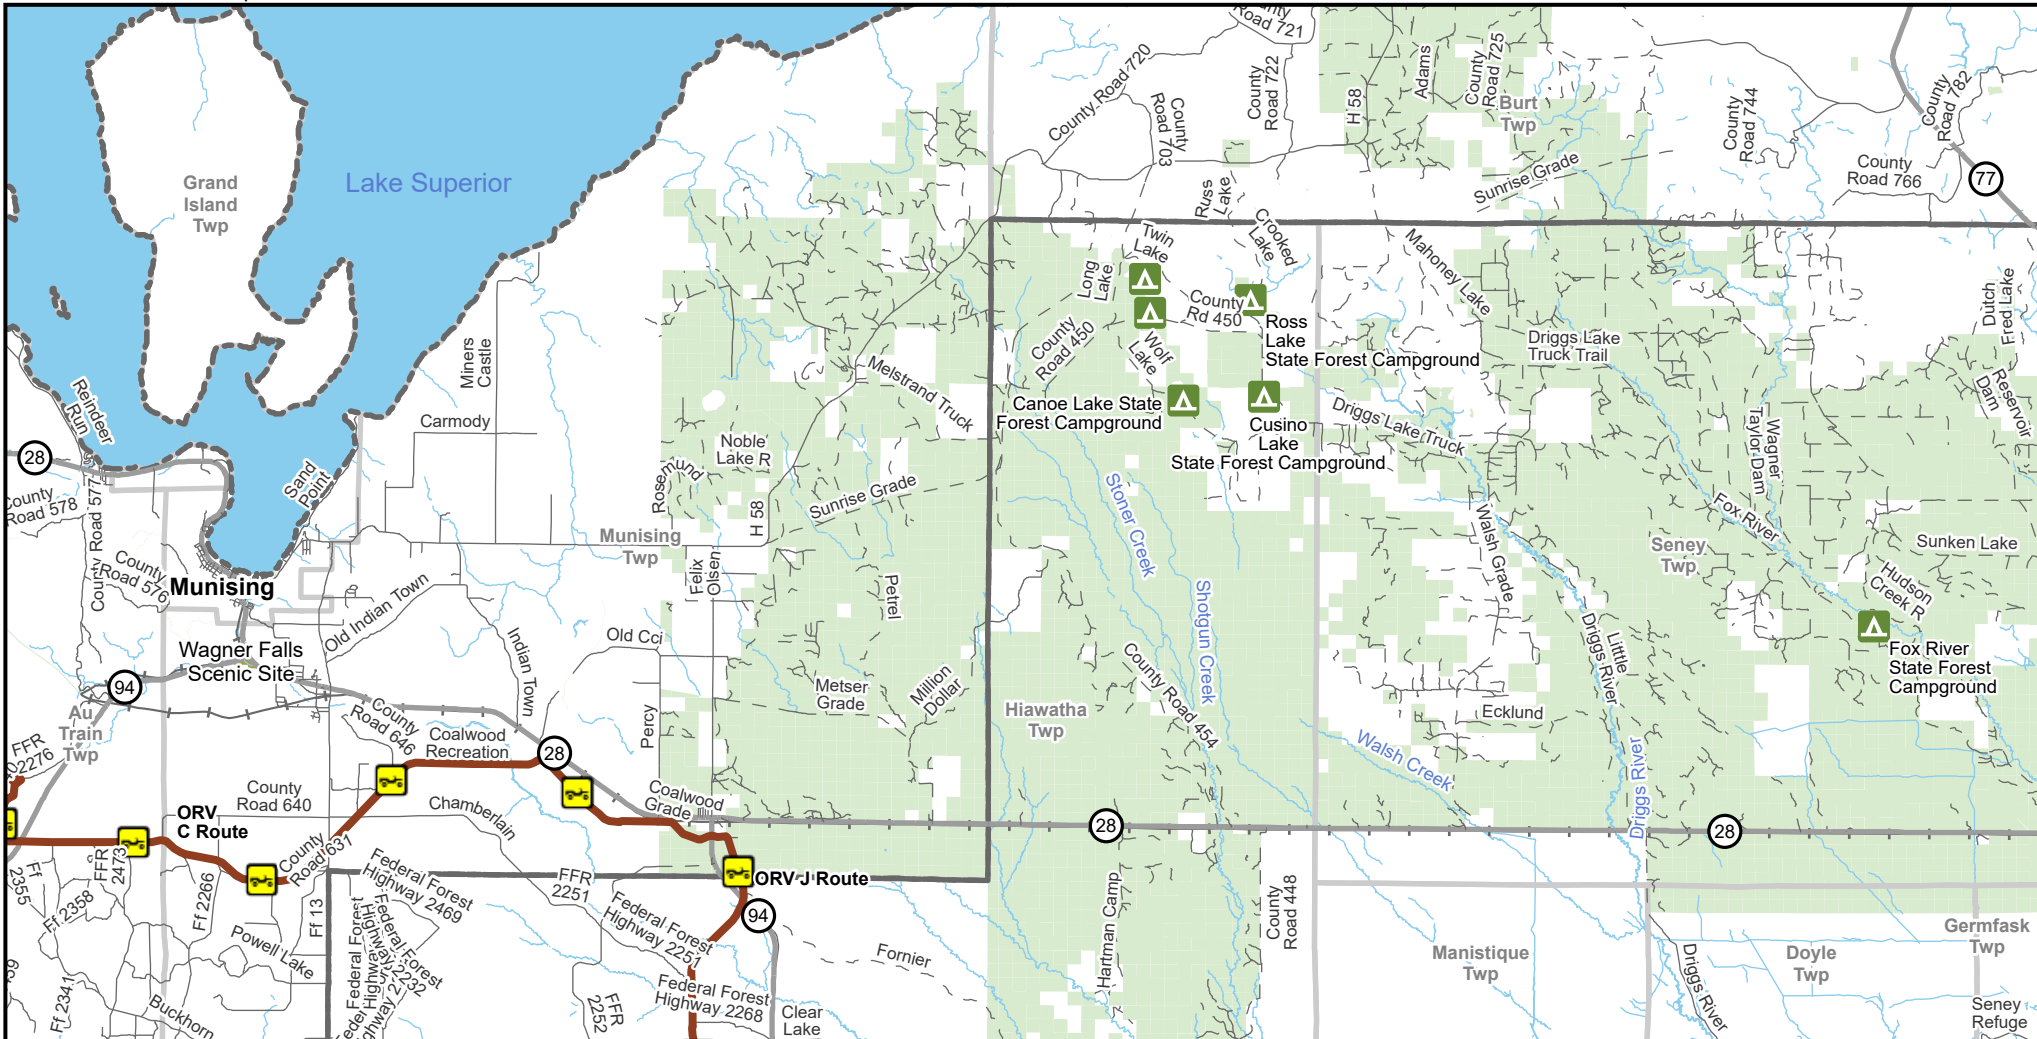 Lake Superior
Grand
Island
Twp
County
Road 721
County Road 720
County
Road 703
County
Road 722
H 58
Adams
County
Road 725
Burt
Twp
County
Road 744
County
Road 782
County
Road 766
77
Sunrise Grade
Russ
Lake
Crooked
Lake
Twin
Lake
Long
Lake
County
Rd 450
County
Road 450
Wolf
Lake
Ross
Lake
State Forest Campground
Canoe Lake State
Forest Campground
Cusino
Lake
State Forest Campground
Mahoney Lake
Driggs Lake
Truck Trail
Driggs Lake Truck
Dutch
Fred Lake
Reservoir
Dam
Wagner
Taylor Dam
Fox River
Sunken Lake
Hudson
Creek R
Seney
Twp
Fox River
State Forest
Campground
Walsh Grade
Little
Driggs River
Driggs River
Ecklund
Walsh Creek
Stoner Creek
Shotgun Creek
County Road 454
Hiawatha
Twp
Miners
Castle
Carmody
Reindeer
Run
28
County
Road 578
County Road 577
County
Road 576
Sand
Point
Munising
Wagner Falls
Scenic Site
94
Au
Train
Twp
Old Indian Town
Indian Town
Old Cci
Percy
Munising
Twp
Felix
Olsen
H 58
Rosemund
Noble
Lake R
Melstrand Truck
Sunrise Grade
Petrel
Metser
Grade
Million
Dollar
County
Road 646
Coalwood
Recreation
28
Coalwood
Grade
County
Road 640
Chamberlain
ORV
C Route
County
Road 637
FFR
2276
FFR
2473
Ff
2355
Ff 2358
Ff 2266
Ff 13
Powell Lake
Ff 2341
Buckhorn
Federal Forest
Highway 2469
Federal Forest
Highway 2232
Federal Forest
FFR
2251
Federal Forest
Highway 2251
FFR
2252
Federal Forest
Highway 2268
ORV J Route
94
Fornier
Clear
Lake
28
Hartman Camp
County
Road 448
28
Manistique
Twp
Driggs River
Doyle
Twp
Germfask
Twp
Seney
Refuge